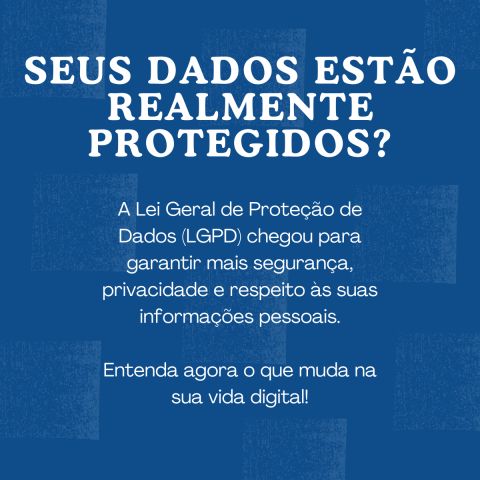 SEUS DADOS ESTÃO
REALMENTE
PROTEGIDOS?
A Lei Geral de Proteção de
Dados (LGPD) chegou para
garantir mais segurança,
privacidade e respeito às suas
informações pessoais.
Entenda agora o que muda na
sua vida digital!